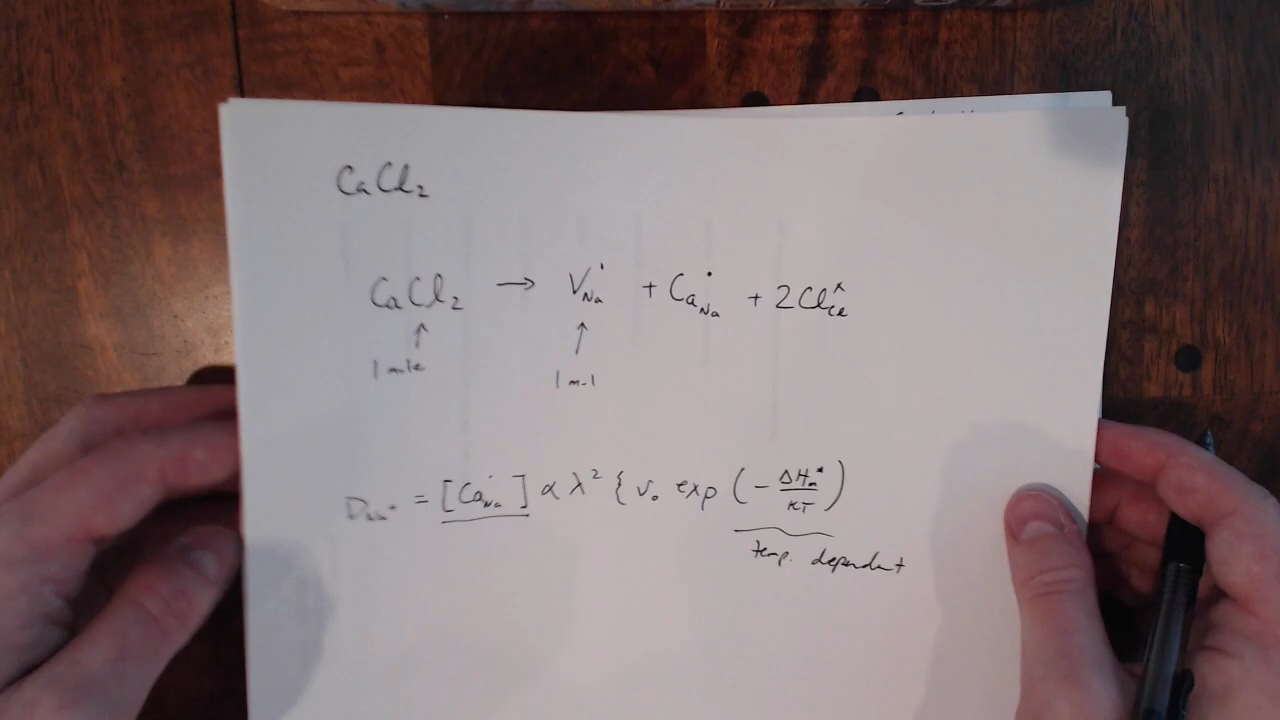 CaCl₂
CaCl₂ → V'Na + Ca•Na + 2Cl×Cl
↑ ↑
1 mole 1 mol
DNa⁺ = [Ca•Na] α λ² { ν₀ exp (- ΔHm* / KT)
temp. dependent